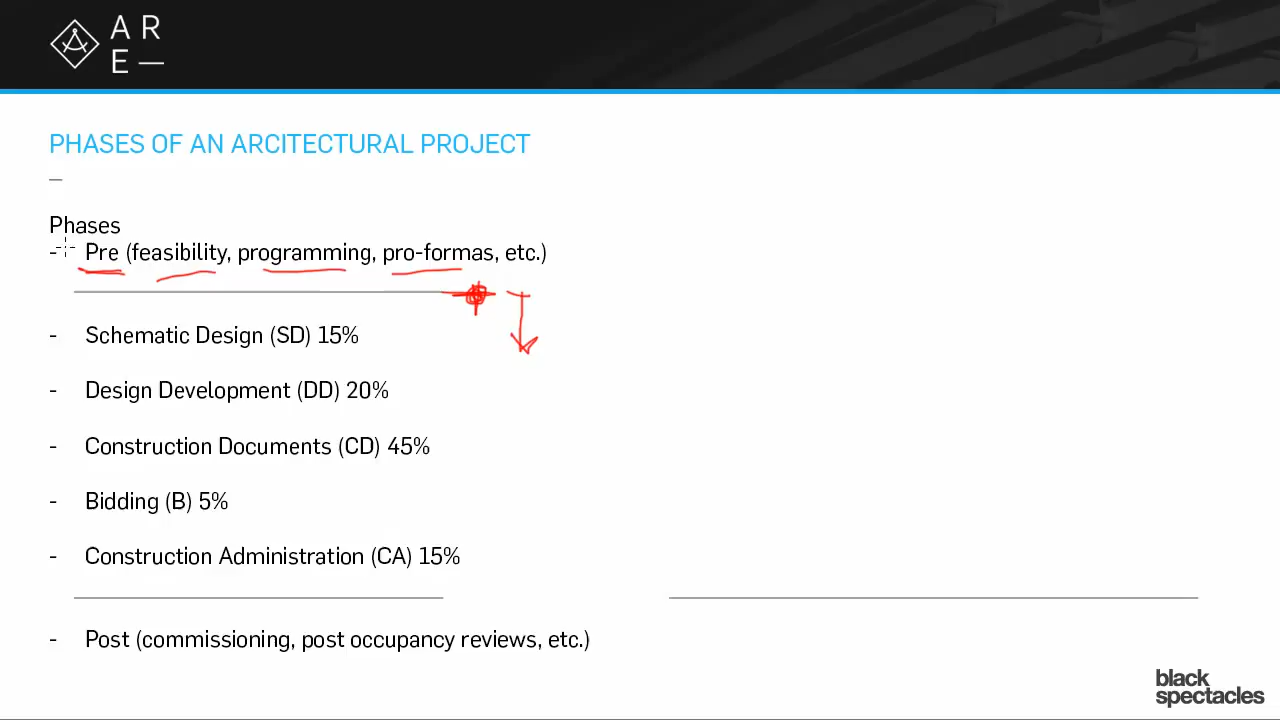 A R
E —
PHASES OF AN ARCITECTURAL PROJECT
–
Phases
- Pre (feasibility, programming, pro-formas, etc.)
- Schematic Design (SD) 15%
- Design Development (DD) 20%
- Construction Documents (CD) 45%
- Bidding (B) 5%
- Construction Administration (CA) 15%
- Post (commissioning, post occupancy reviews, etc.)
black
spectacles